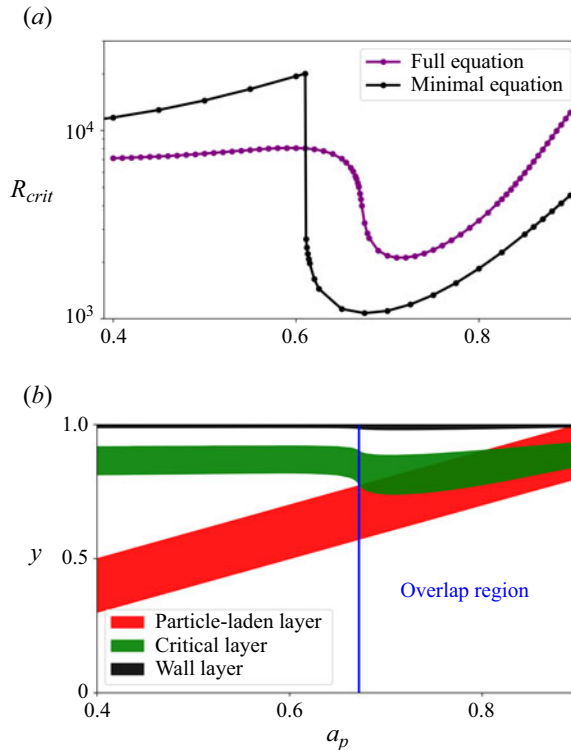 (a)
Full equation
Minimal equation
10^4
R_crit
10^3
0.4
0.6
0.8
(b)
1.0
y
0.5
Overlap region
Particle-laden layer
Critical layer
Wall layer
0
0.4
0.6
0.8
a_p